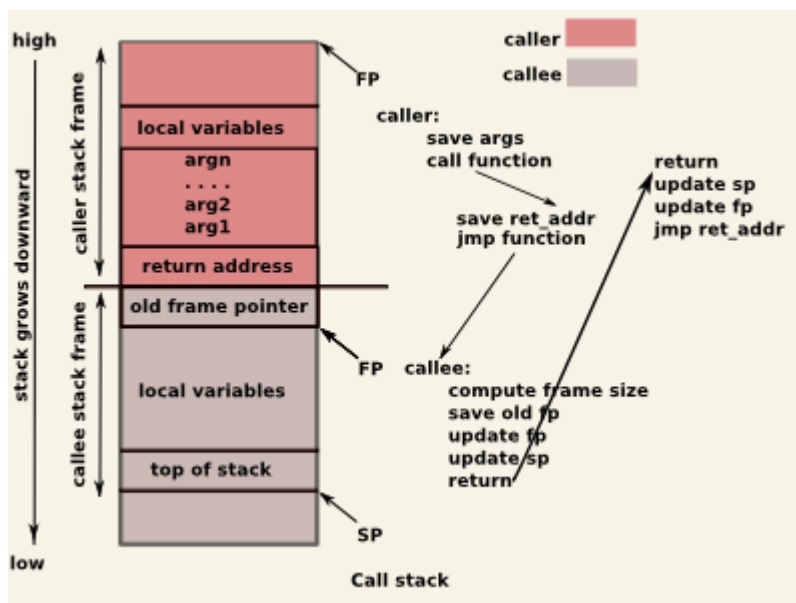 high
caller
callee
FP
caller stack frame
local variables
argn
. . . .
arg2
arg1
return address
caller:
save args
call function
save ret_addr
jmp function
return
update sp
update fp
jmp ret_addr
stack grows downward
callee stack frame
old frame pointer
FP
local variables
top of stack
SP
callee:
compute frame size
save old fp
update fp
update sp
return
low
Call stack